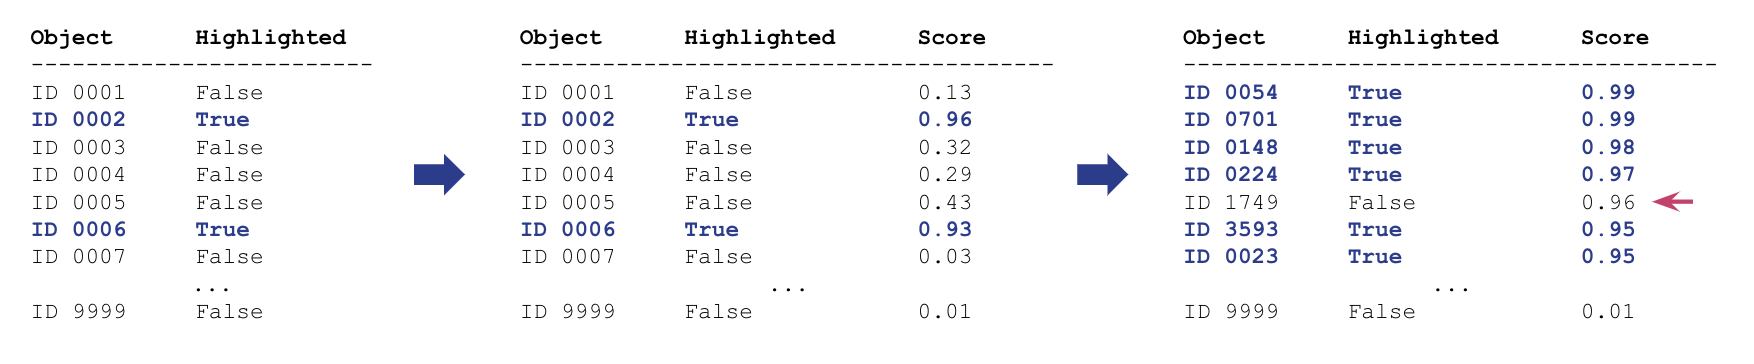 Object Highlighted
-------------------------
ID 0001 False
ID 0002 True
ID 0003 False
ID 0004 False
ID 0005 False
ID 0006 True
ID 0007 False
...
ID 9999 False
Object Highlighted Score
---------------------------------------
ID 0001 False 0.13
ID 0002 True 0.96
ID 0003 False 0.32
ID 0004 False 0.29
ID 0005 False 0.43
ID 0006 True 0.93
ID 0007 False 0.03
...
ID 9999 False 0.01
Object Highlighted Score
---------------------------------------
ID 0054 True 0.99
ID 0701 True 0.99
ID 0148 True 0.98
ID 0224 True 0.97
ID 1749 False 0.96
ID 3593 True 0.95
ID 0023 True 0.95
...
ID 9999 False 0.01